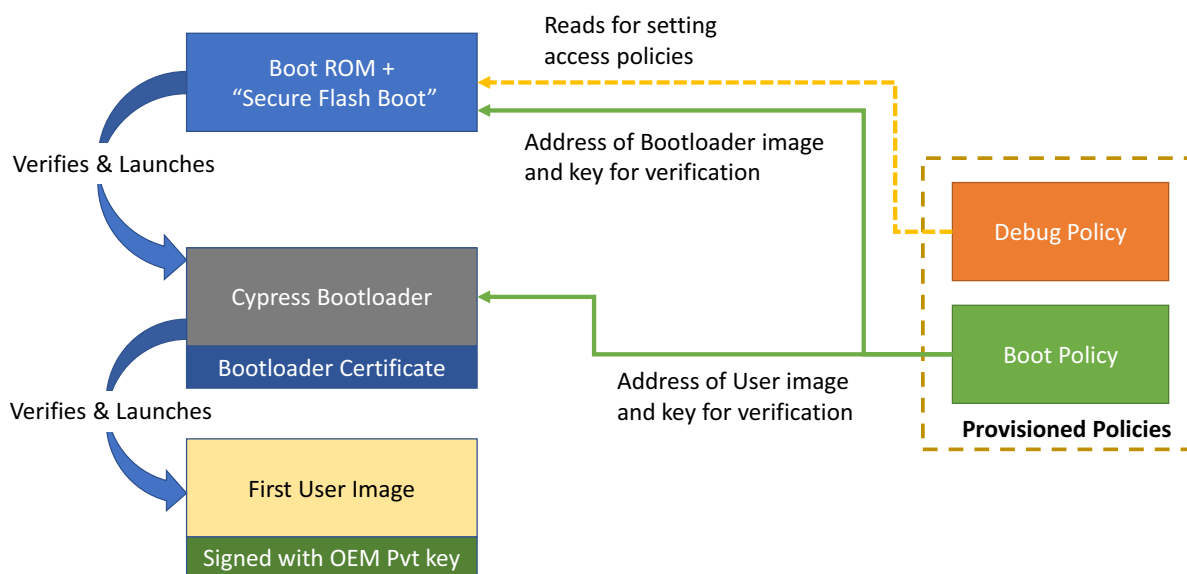 Reads for setting
access policies
Boot ROM +
“Secure Flash Boot”
Address of Bootloader image
and key for verification
Verifies & Launches
Debug Policy
Cypress Bootloader
Bootloader Certificate
Boot Policy
Address of User image
and key for verification
Verifies & Launches
Provisioned Policies
First User Image
Signed with OEM Pvt key